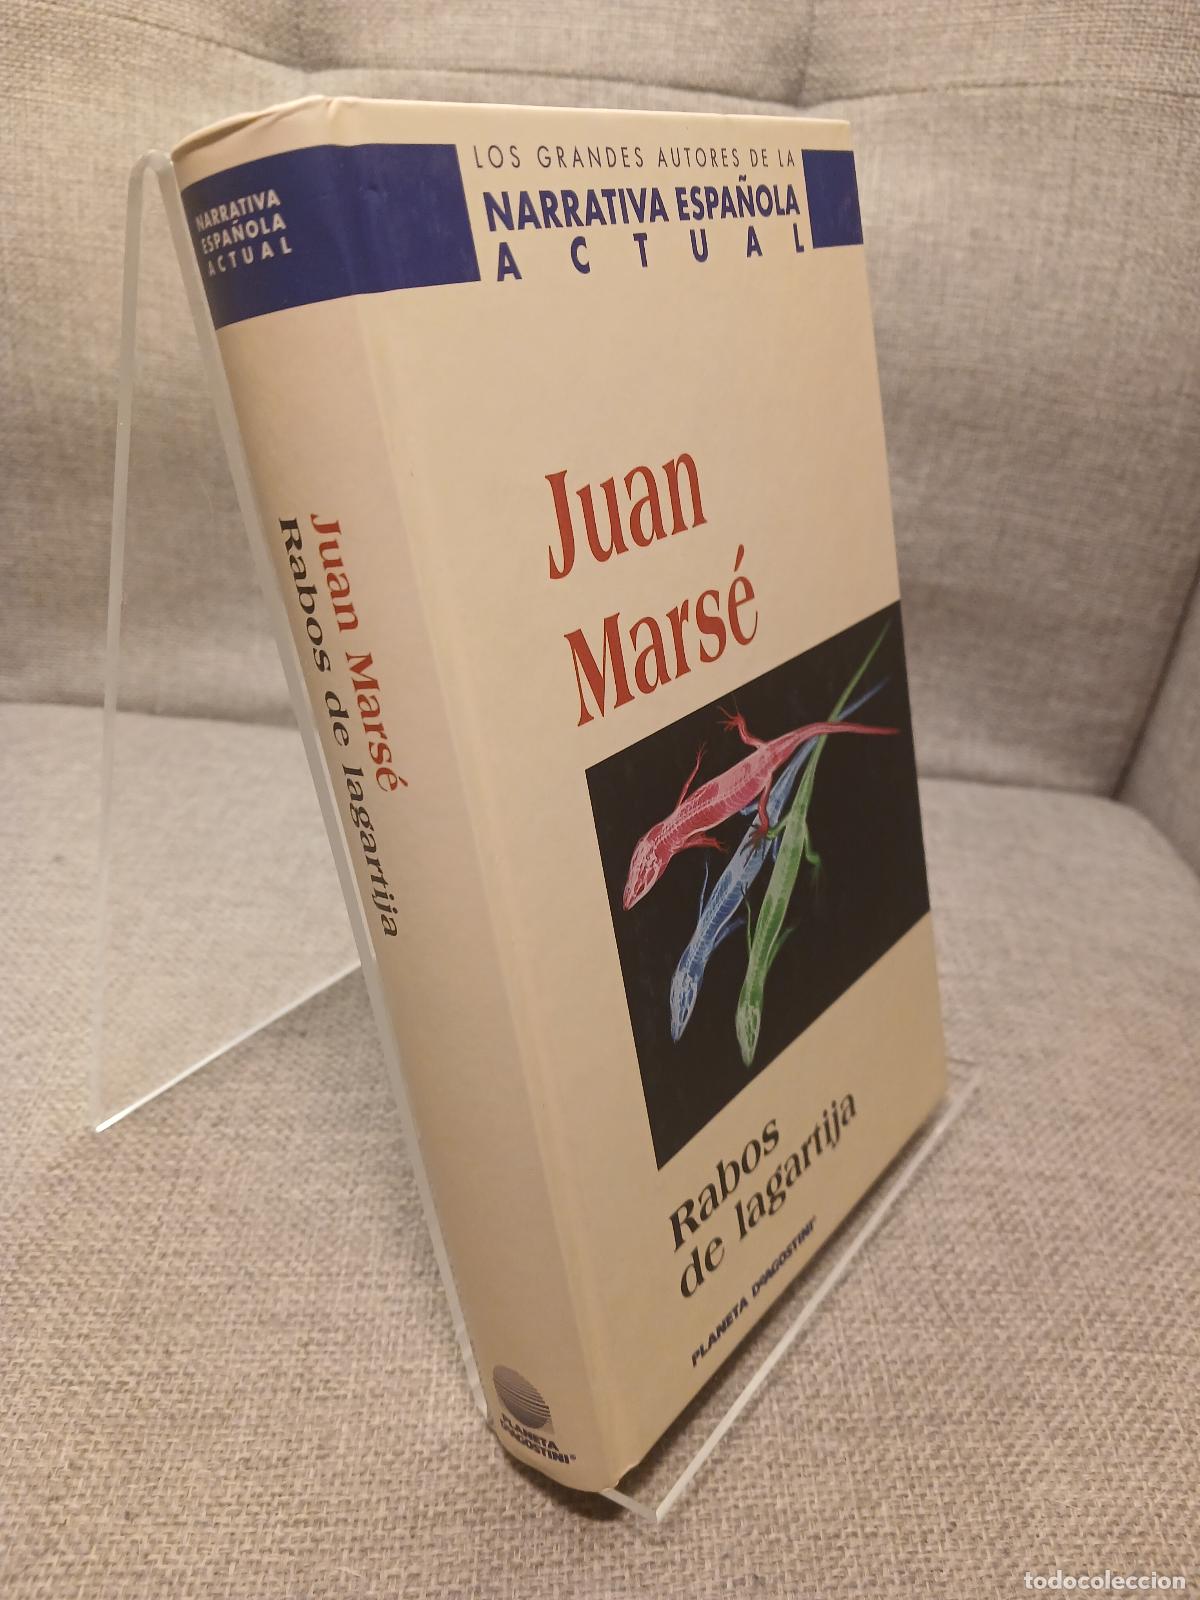 LOS GRANDES AUTORES DE LA
NARRATIVA ESPAÑOLA
ACTUAL
Juan
Marsé
Rabos
de lagartija
PLANETA DeAGOSTINI
NARRATIVA
ESPAÑOLA
ACTUAL
Juan Marsé
Rabos de lagartija
PLANETA
DeAGOSTINI®
todocoleccion